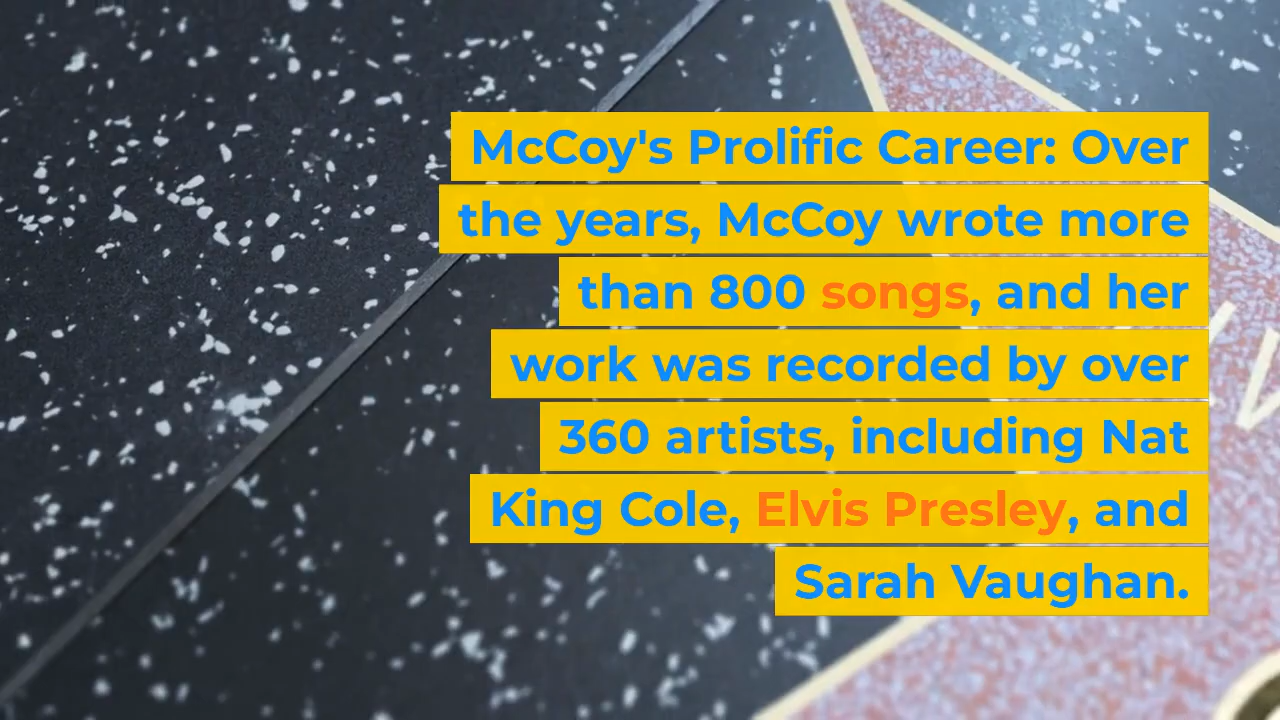 McCoy's Prolific Career: Over
the years, McCoy wrote more
than 800 songs, and her
work was recorded by over
360 artists, including Nat
King Cole, Elvis Presley, and
Sarah Vaughan.